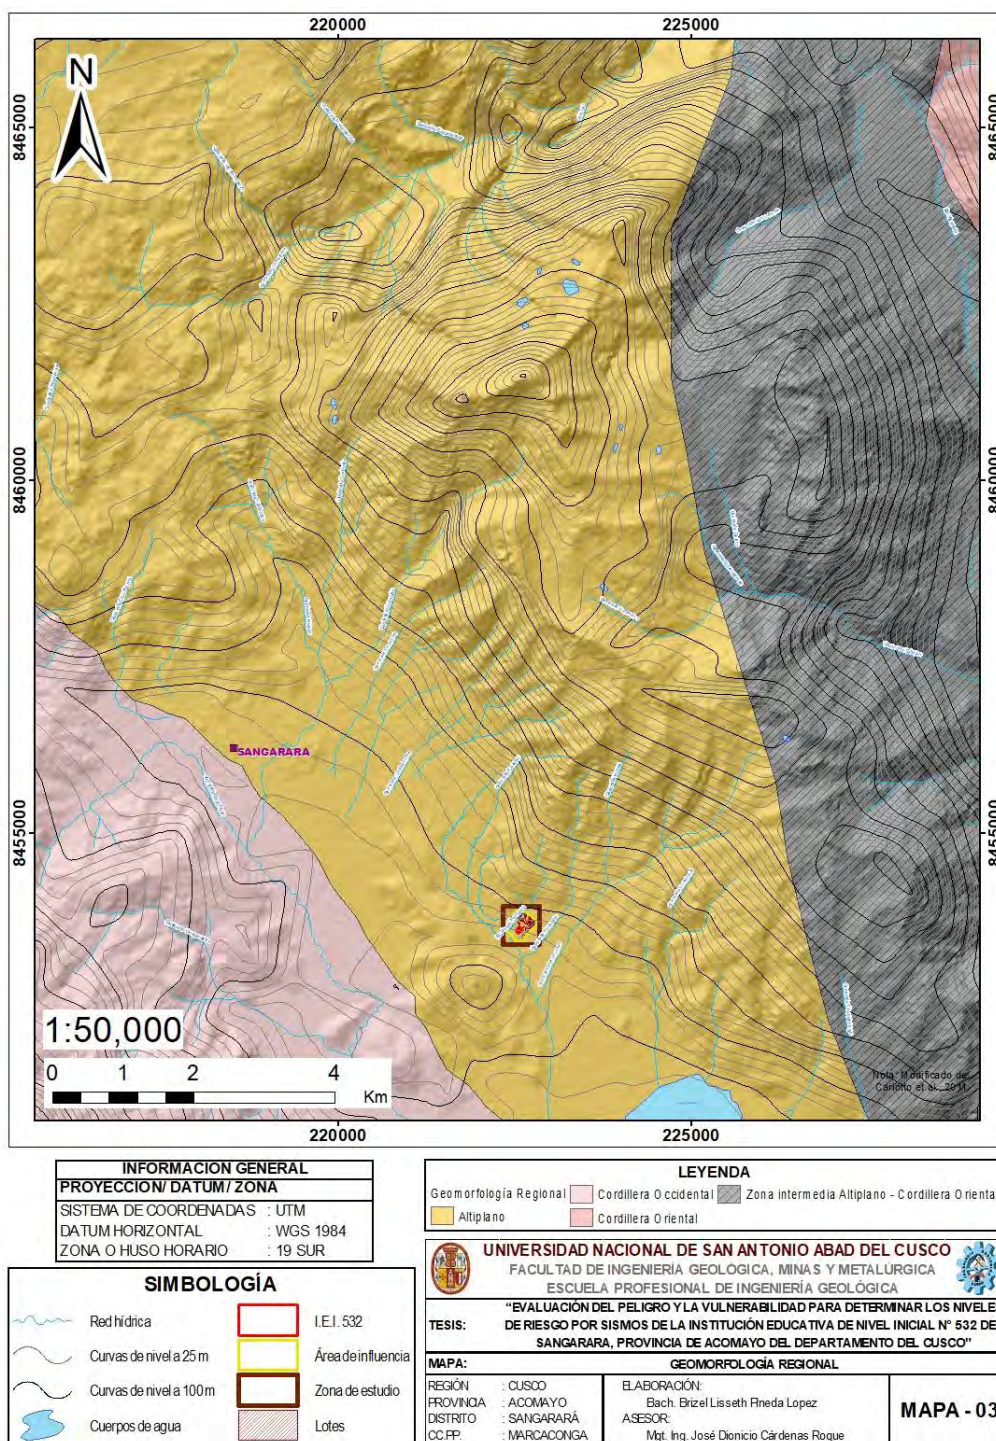 220000
225000
N
8465000
8465000
8460000
8460000
SANGARARA
8455000
8455000
1:50,000
0 1 2 4
Km
Nota: Modificado de
Carlotto et al., 2011
220000
225000
INFORMACION GENERAL
PROYECCION/ DATUM/ ZONA
SISTEMA DE COORDENADAS : UTM
DATUM HORIZONTAL : WGS 1984
ZONA O HUSO HORARIO : 19 SUR
SIMBOLOGÍA
Red hídrica
I.E.I. 532
Curvas de nivel a 25 m
Área de influencia
Curvas de nivel a 100 m
Zona de estudio
Cuerpos de agua
Lotes
LEYENDA
Geomorfología Regional
Cordillera Occidental
Zona intermedia Altiplano - Cordillera Orienta
Altiplano
Cordillera Oriental
UNIVERSIDAD NACIONAL DE SAN ANTONIO ABAD DEL CUSCO
FACULTAD DE INGENIERÍA GEOLÓGICA, MINAS Y METALÚRGICA
ESCUELA PROFESIONAL DE INGENIERÍA GEOLÓGICA
TESIS:
"EVALUACIÓN DEL PELIGRO Y LA VULNERABILIDAD PARA DETERMINAR LOS NIVELE
DE RIESGO POR SISMOS DE LA INSTITUCIÓN EDUCATIVA DE NIVEL INICIAL N° 532 DE
SANGARARA, PROVINCIA DE ACOMAYO DEL DEPARTAMENTO DEL CUSCO"
MAPA:
GEOMORFOLOGÍA REGIONAL
REGIÓN : CUSCO
PROVINCIA : ACOMAYO
DISTRITO : SANGARARÁ
CC.PP. : MARCACONGA
ELABORACIÓN:
Bach. Brizel Lisseth Pineda Lopez
ASESOR:
Mgt. Ing. José Dionicio Cárdenas Roque
MAPA - 03